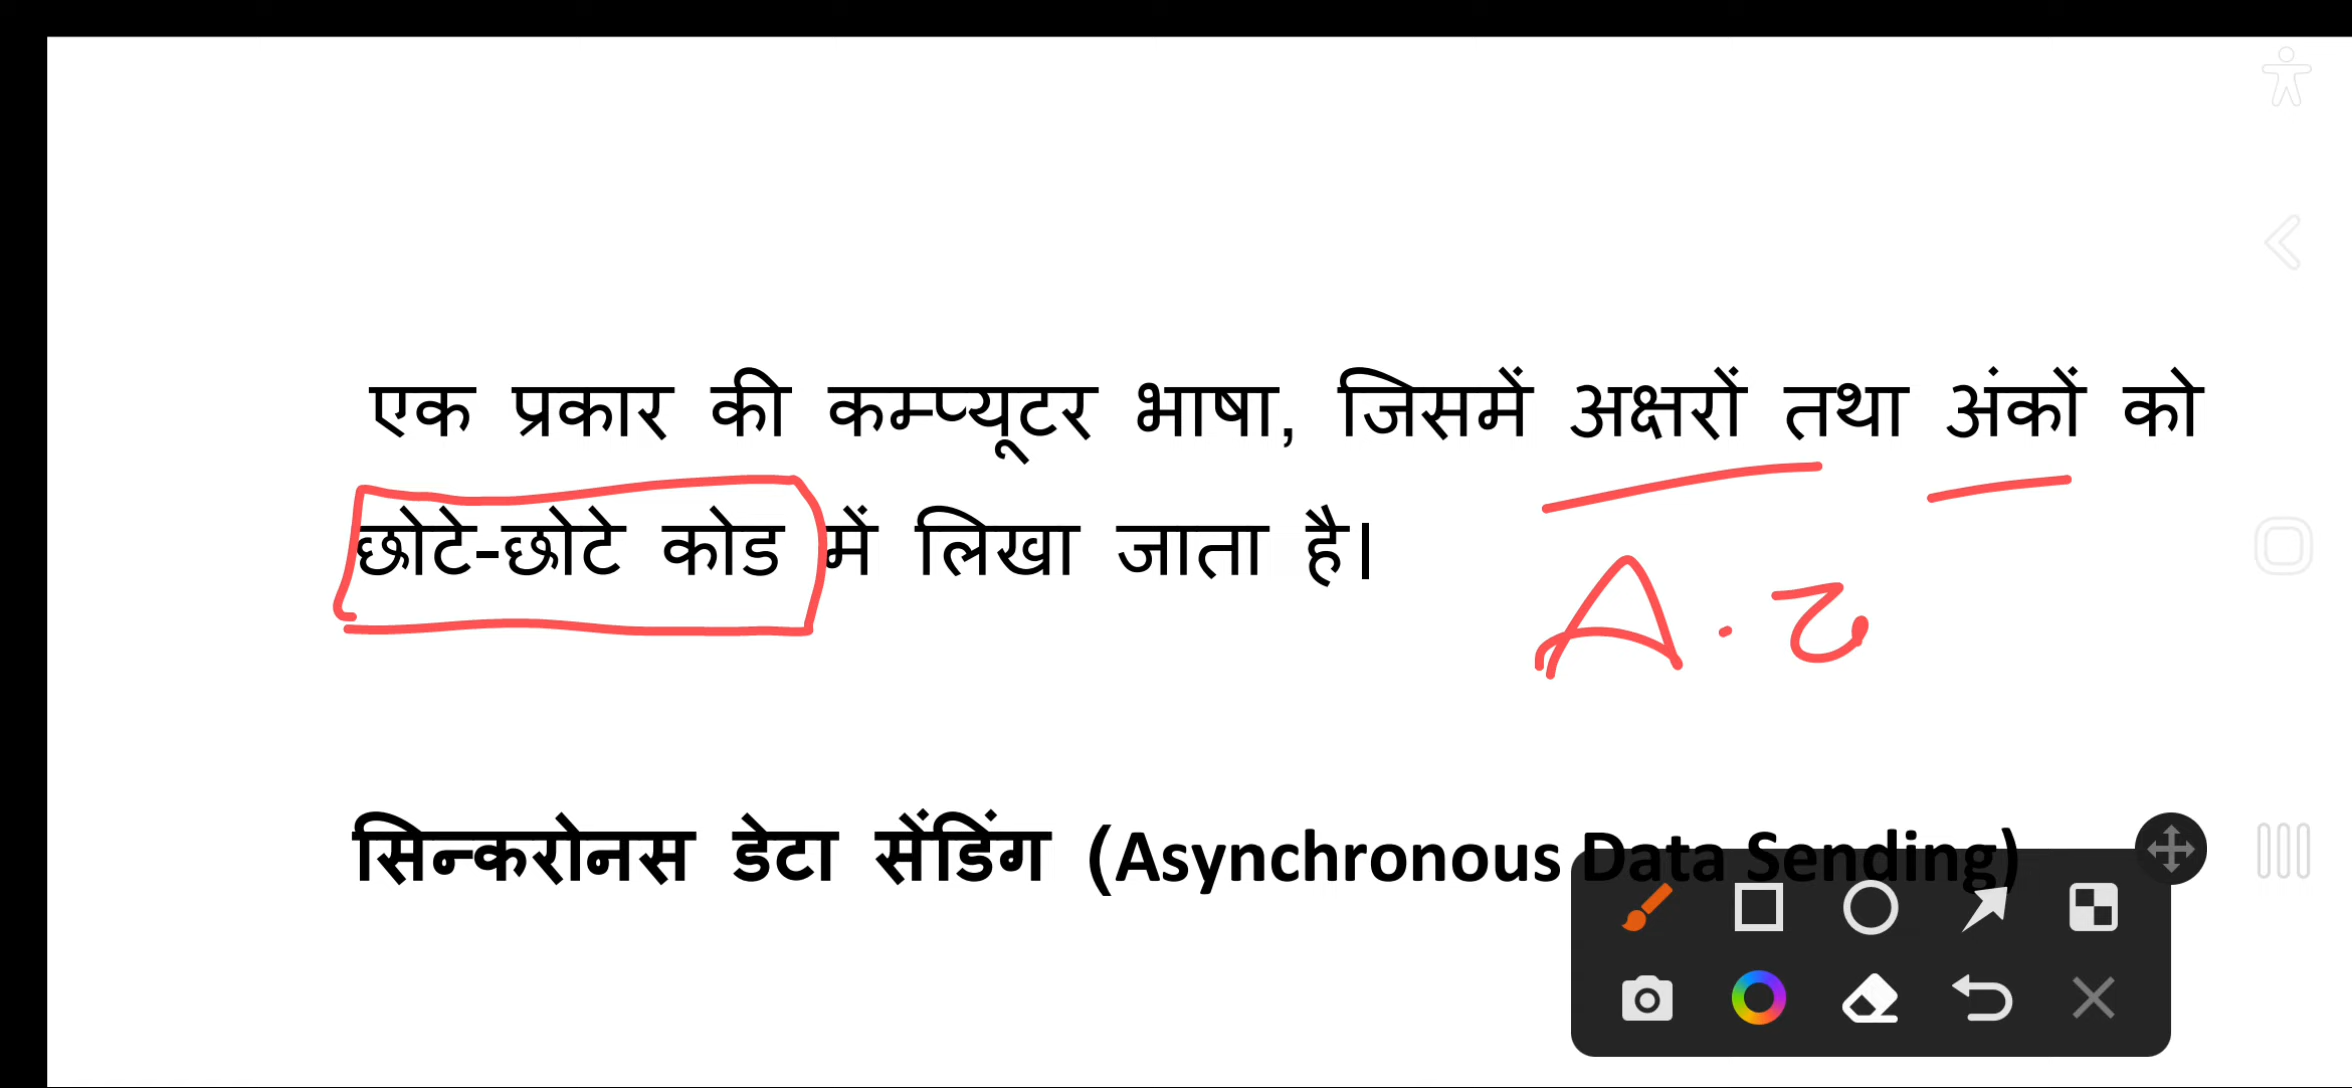 एक प्रकार की कम्प्यूटर भाषा, जिसमें अक्षरों तथा अंकों को
छोटे-छोटे कोड में लिखा जाता है।
A.z
सिन्करोनस डेटा सेंडिंग (Asynchronous Data Sending)